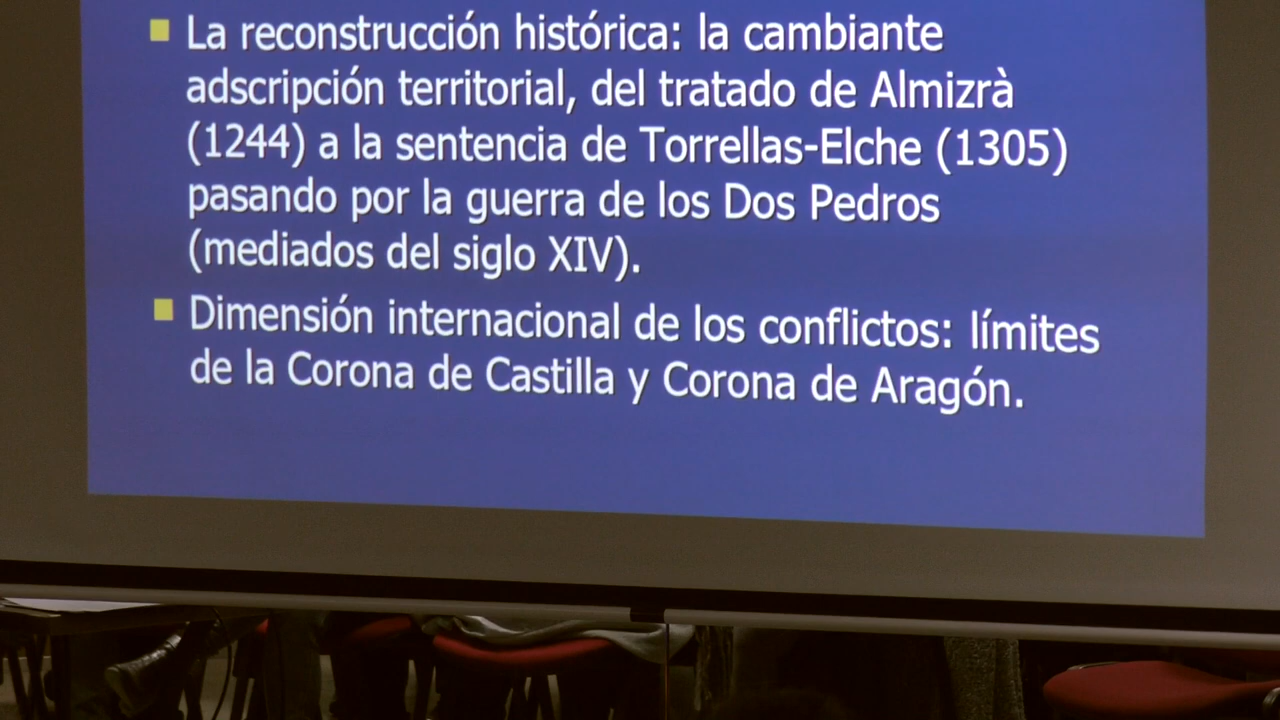 La reconstrucción histórica: la cambiante
adscripción territorial, del tratado de Almizrà
(1244) a la sentencia de Torrellas-Elche (1305)
pasando por la guerra de los Dos Pedros
(mediados del siglo XIV).
Dimensión internacional de los conflictos: límites
de la Corona de Castilla y Corona de Aragón.